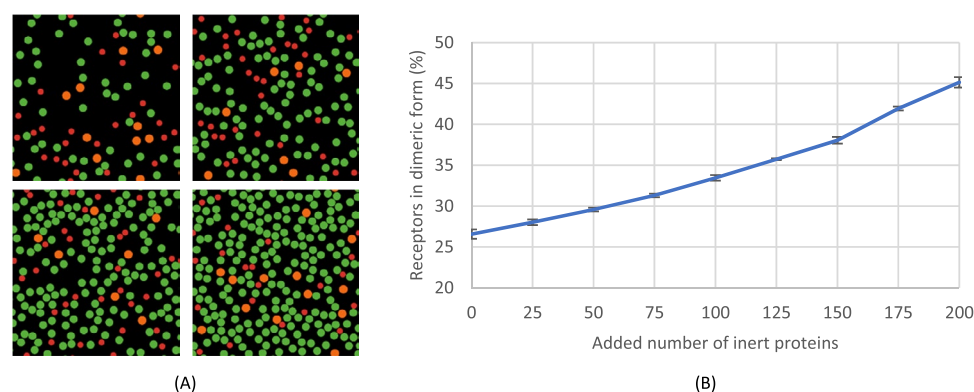 50
45
40
35
30
25
20
Receptors in dimeric form (%)
0 25 50 75 100 125 150 175 200
Added number of inert proteins
(A) (B)